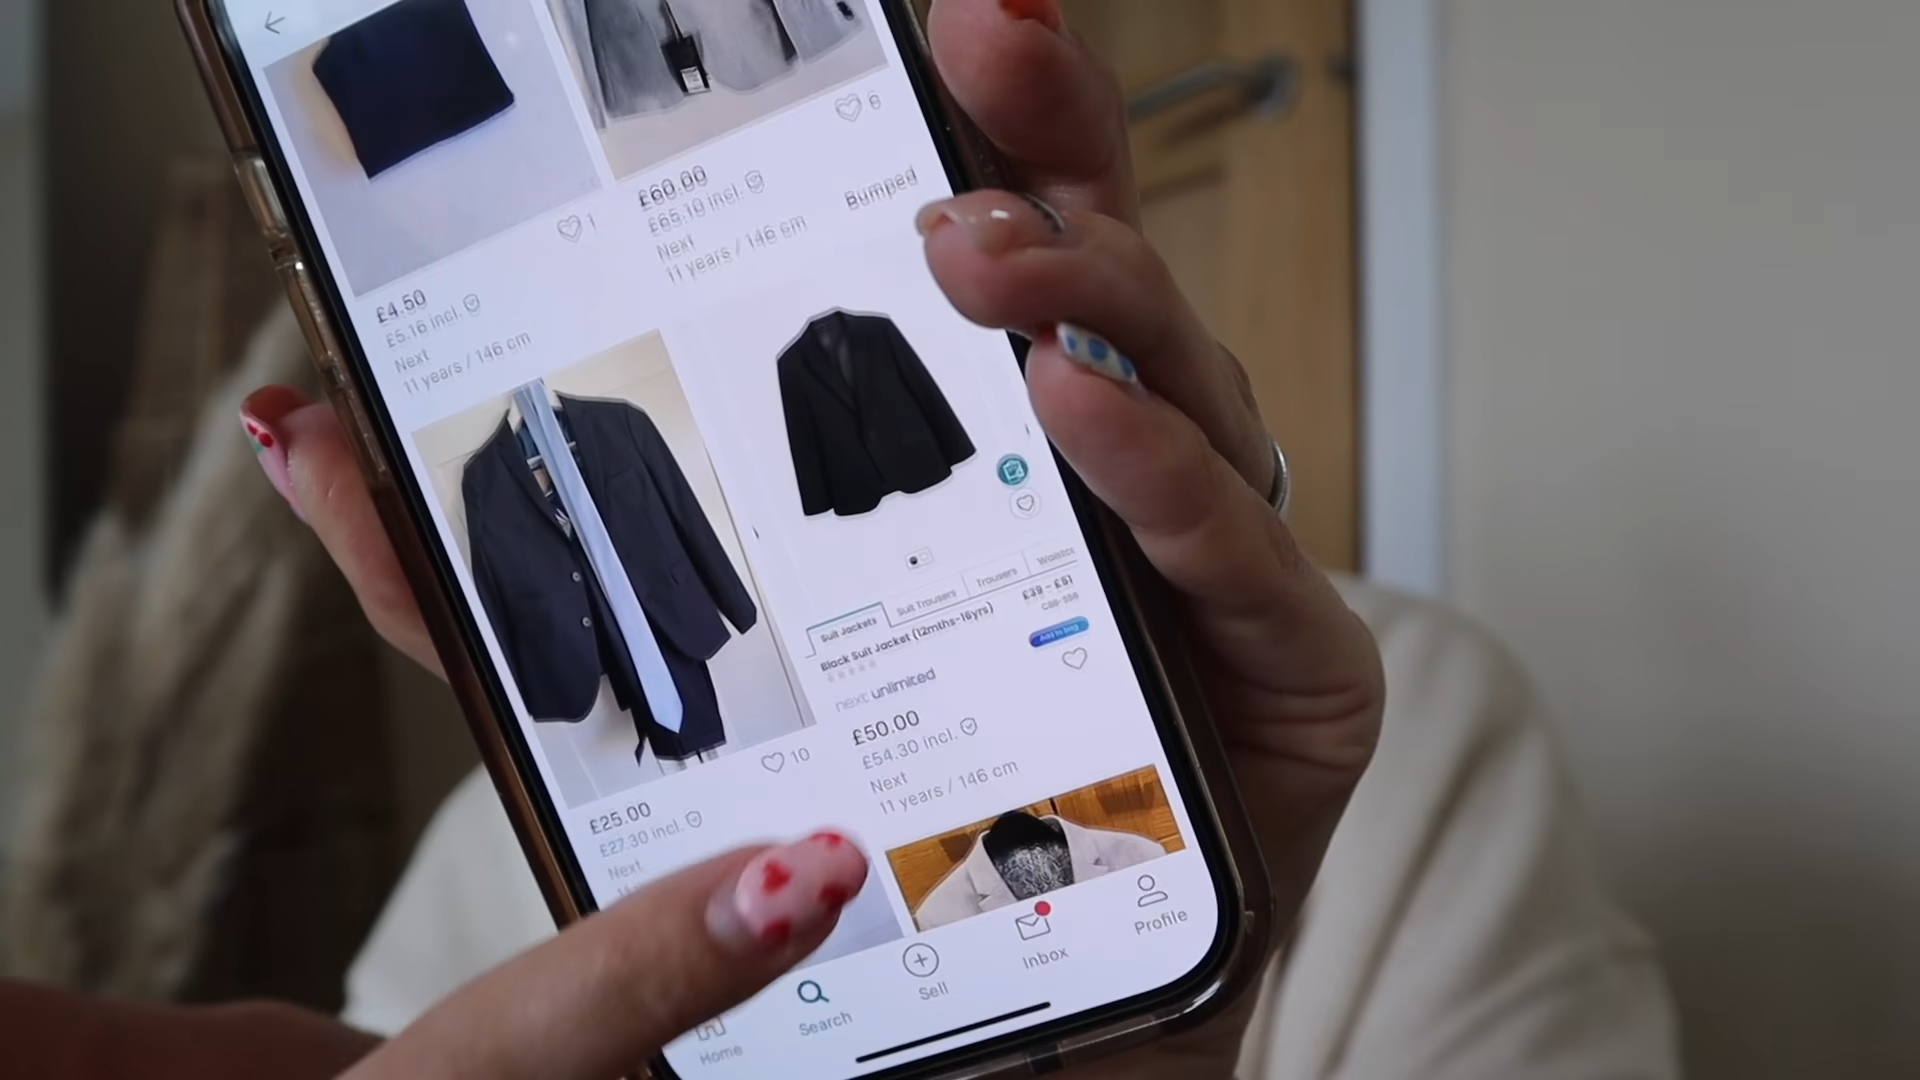 1
£4.50
£5.16 incl.
Next
11 years / 146 cm
6
£60.00
£65.10 incl.
Bumped
Next
11 years / 146 cm
10
£25.00
£27.30 incl.
Next
Suit Jackets
Suit Trousers
Trousers
Black Suit Jacket (12mths-16yrs)
£39 - £51
Add to bag
next unlimited
£50.00
£54.30 incl.
Next
11 years / 146 cm
Home
Search
Sell
Inbox
Profile